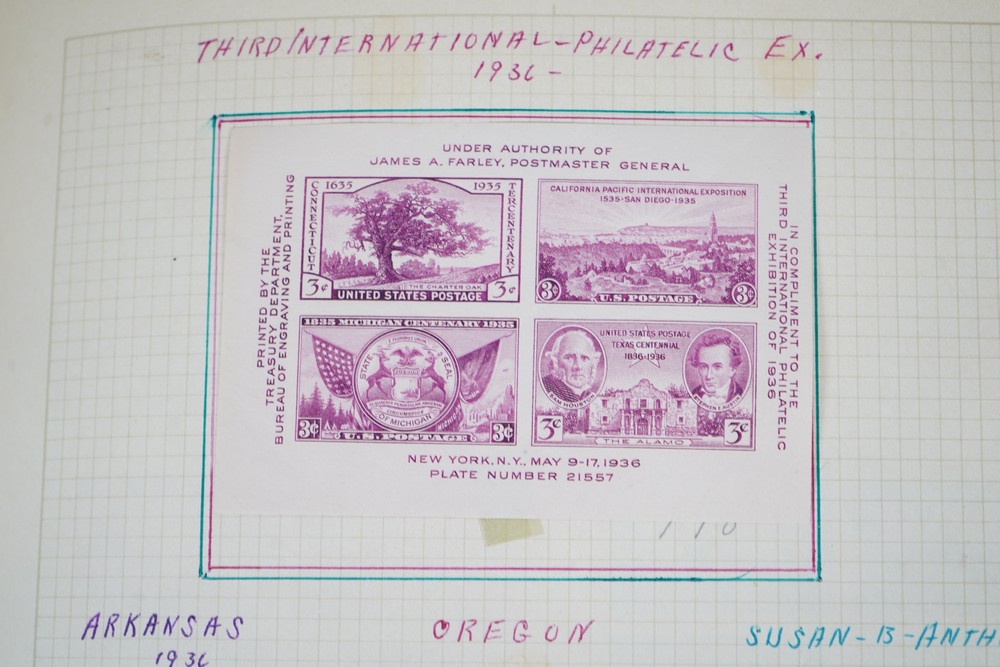 THIRD INTERNATIONAL-PHILATELIC EX.
1936-
UNDER AUTHORITY OF
JAMES A. FARLEY, POSTMASTER GENERAL
PRINTED BY THE
TREASURY DEPARTMENT,
BUREAU OF ENGRAVING AND PRINTING
1635 1935
CONNECTICUT
TERCENTENARY
THE CHARTER OAK
3¢ 3¢
UNITED STATES POSTAGE
CALIFORNIA PACIFIC INTERNATIONAL EXPOSITION
1535-SAN DIEGO-1935
3¢ U.S. POSTAGE 3¢
1835 MICHIGAN CENTENARY 1935
STATE SEAL
OF MICHIGAN
3¢ U.S. POSTAGE 3¢
UNITED STATES POSTAGE
TEXAS CENTENNIAL
1836-1936
SAM HOUSTON
3¢ 3¢
THE ALAMO
IN COMPLIMENT TO THE
THIRD INTERNATIONAL PHILATELIC
EXHIBITION OF 1936
NEW YORK, N.Y., MAY 9-17, 1936
PLATE NUMBER 21557
ARKANSAS
1936
OREGON
SUSAN-B-ANTH